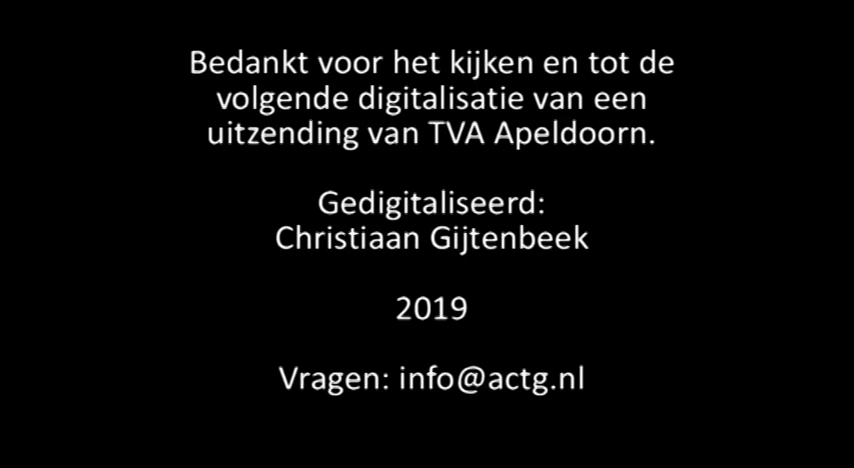 Bedankt voor het kijken en tot de
volgende digitalisatie van een
uitzending van TVA Apeldoorn.
Gedigitaliseerd:
Christiaan Gijtenbeek
2019
Vragen: info@actg.nl